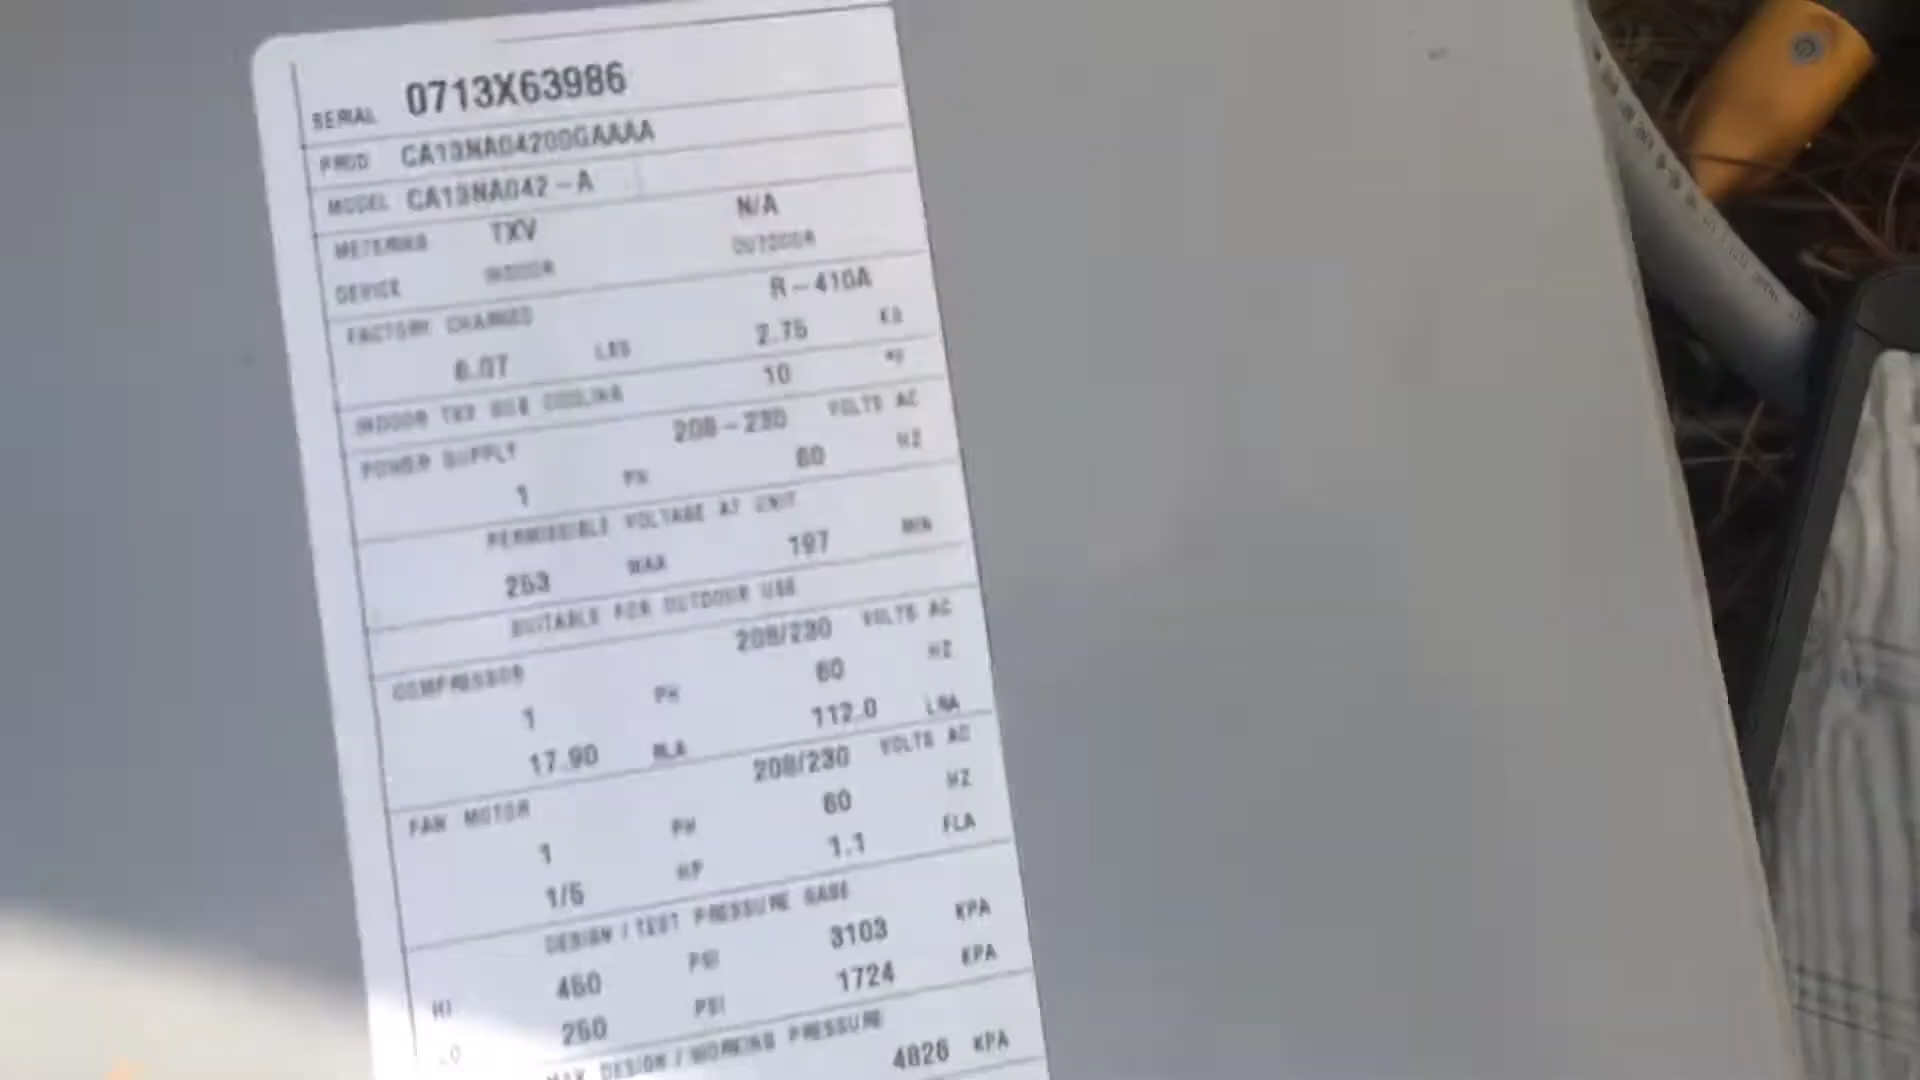 SERIAL 0713X63986
PROD CA13NA04200GAAAA
MODEL CA13NA042-A
METERING TXV N/A
DEVICE INDOOR OUTDOOR
FACTORY CHARGED R-410A
6.07 LBS 2.75 KG
INDOOR TXV SUB COOLING 10 °F
POWER SUPPLY 208-230 VOLTS AC
1 PH 60 HZ
PERMISSIBLE VOLTAGE AT UNIT
253 MAX 197 MIN
SUITABLE FOR OUTDOOR USE
COMPRESSOR 208/230 VOLTS AC
1 PH 60 HZ
17.90 RLA 112.0 LRA
FAN MOTOR 208/230 VOLTS AC
1 PH 60 HZ
1/5 HP 1.1 FLA
DESIGN/TEST PRESSURE GAGE
HI 450 PSI 3103 KPA
LO 250 PSI 1724 KPA
MAX DESIGN/WORKING PRESSURE
4826 KPA